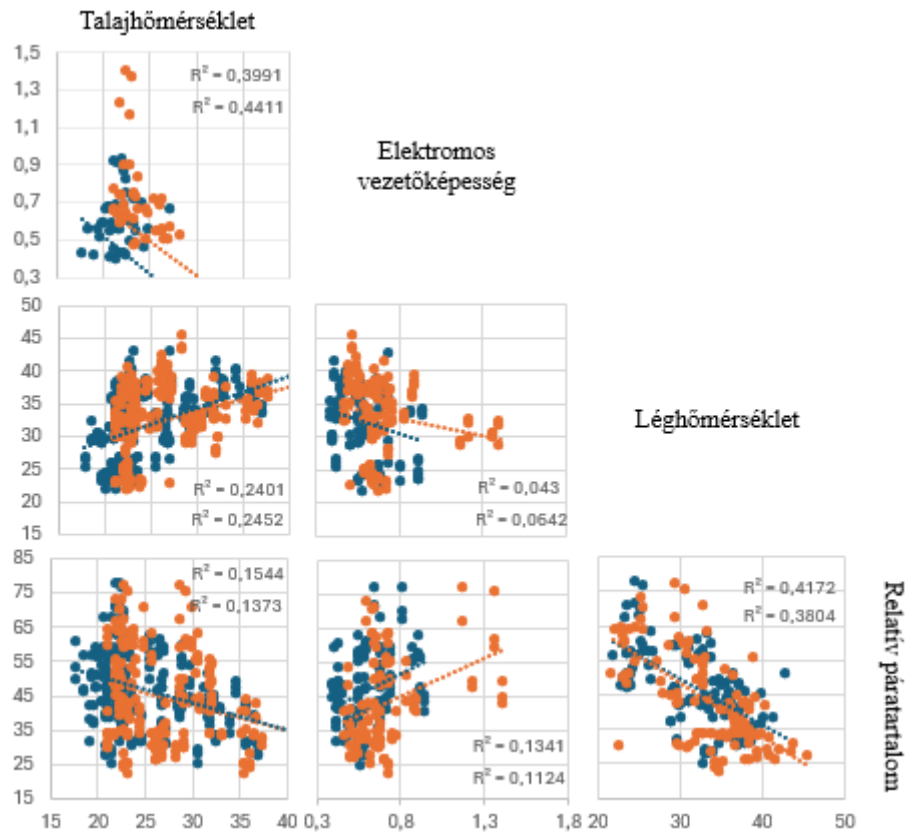 Talajhőmérséklet
1,5
1,3
1,1
0,9
0,7
0,5
0,3
R² = 0,3991
R² = 0,4411
Elektromos
vezetőképesség
50
45
40
35
30
25
20
15
R² = 0,2401
R² = 0,2452
R² = 0,043
R² = 0,0642
Léghőmérséklet
85
75
65
55
45
35
25
15
R² = 0,1544
R² = 0,1373
R² = 0,1341
R² = 0,1124
R² = 0,4172
R² = 0,3804
Relatív páratartalom
15 20 25 30 35 40
0,3 0,8 1,3 1,8
20 30 40 50